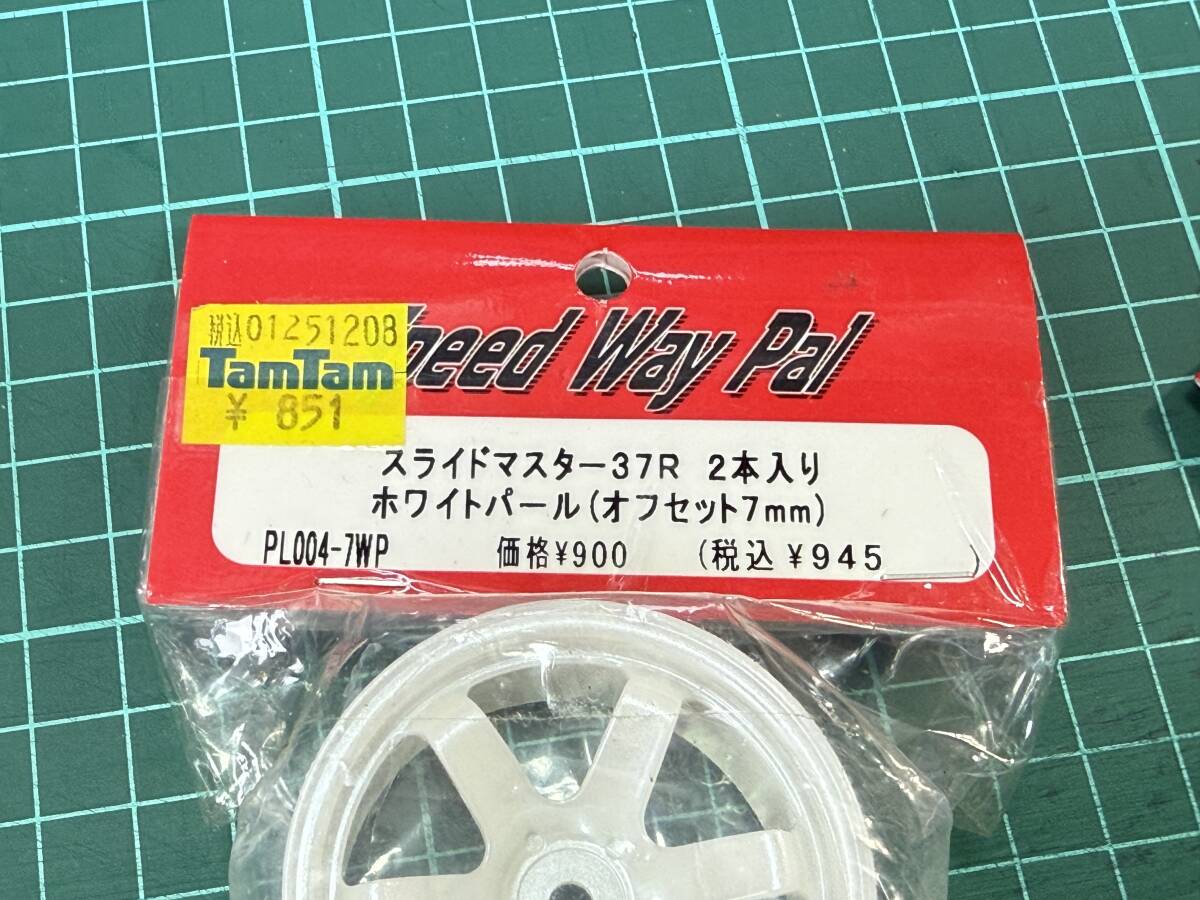 税込01251208
TamTam
¥ 851
Speed Way Pal
スライドマスター37R 2本入り
ホワイトパール(オフセット7mm)
PL004-7WP 価格¥900 (税込 ¥945 )